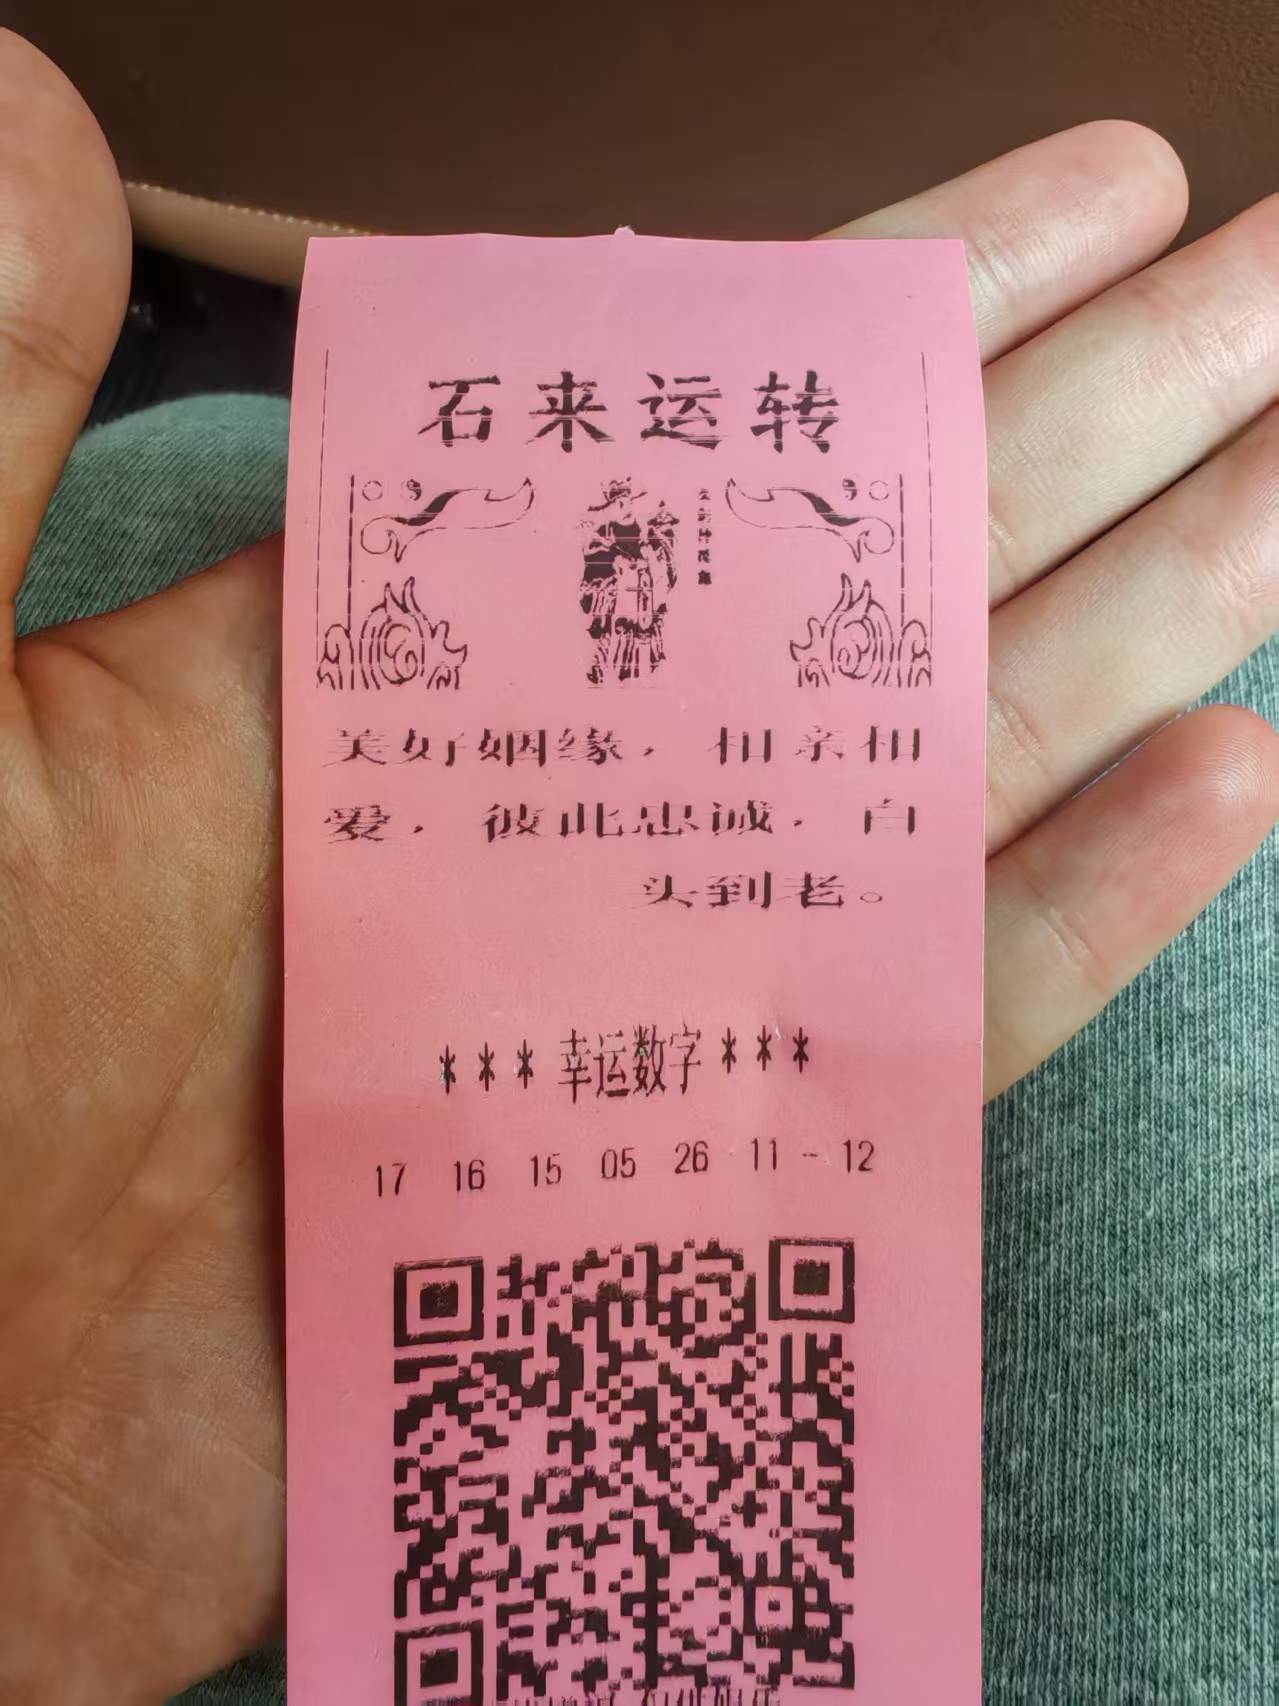 石来运转
美好姻缘，相亲相
爱，彼此忠诚，白
头到老。
***幸运数字***
17 16 15 05 26 11 - 12